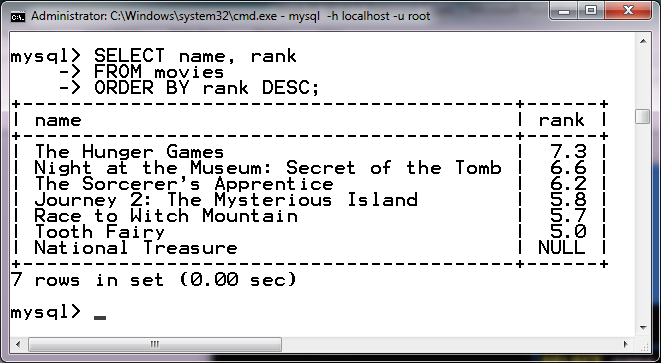 Administrator: C:\Windows\system32\cmd.exe - mysql  -h localhost -u root
mysql> SELECT name, rank
    -> FROM movies
    -> ORDER BY rank DESC;
+----------------------------------------------+------+
| name                                         | rank |
+----------------------------------------------+------+
| The Hunger Games                             |  7.3 |
| Night at the Museum: Secret of the Tomb      |  6.6 |
| The Sorcerer's Apprentice                    |  6.2 |
| Journey 2: The Mysterious Island             |  5.8 |
| Race to Witch Mountain                       |  5.7 |
| Tooth Fairy                                  |  5.0 |
| National Treasure                            | NULL |
+----------------------------------------------+------+
7 rows in set (0.00 sec)
mysql> _